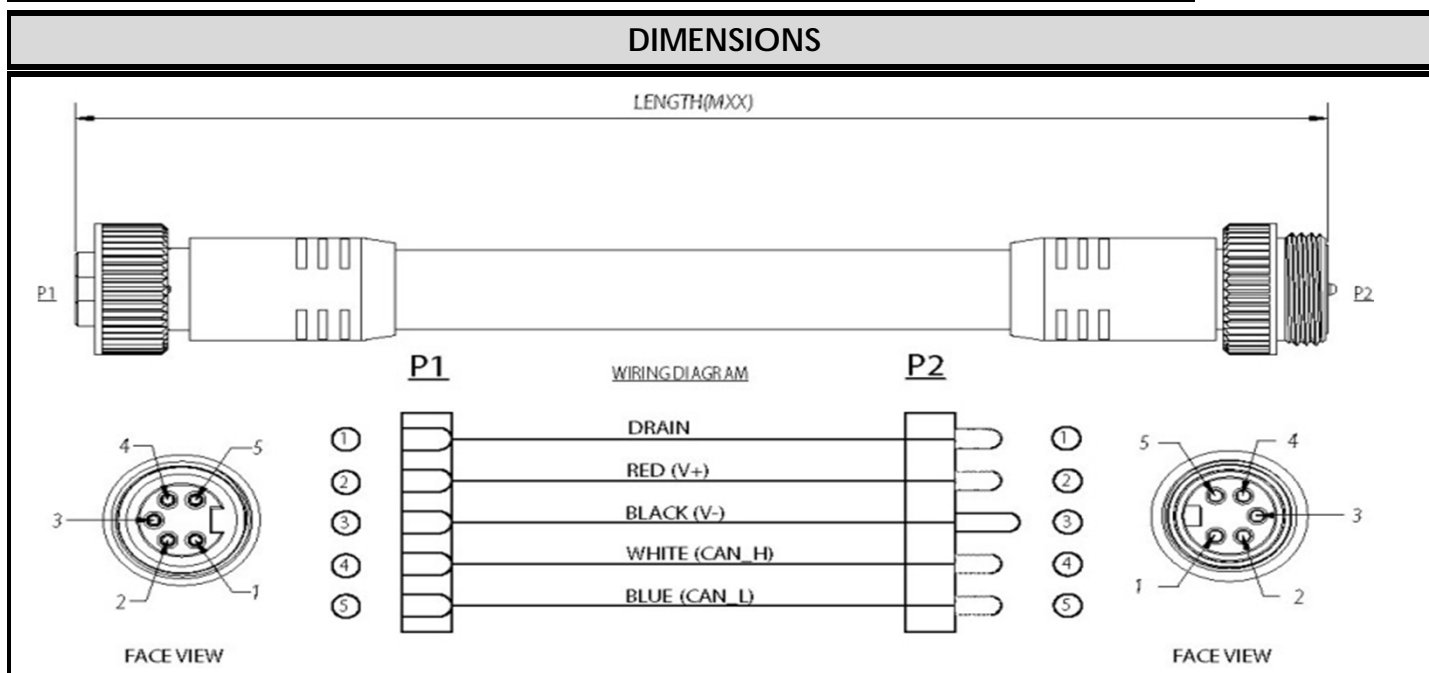 DIMENSIONS
LENGTH(MXX)
P1
P2
P1
WIRING DIAGRAM
P2
4
5
3
2
1
FACE VIEW
1
DRAIN
1
2
RED (V+)
2
3
BLACK (V-)
3
4
WHITE (CAN_H)
4
5
BLUE (CAN_L)
5
5
4
3
1
2
FACE VIEW